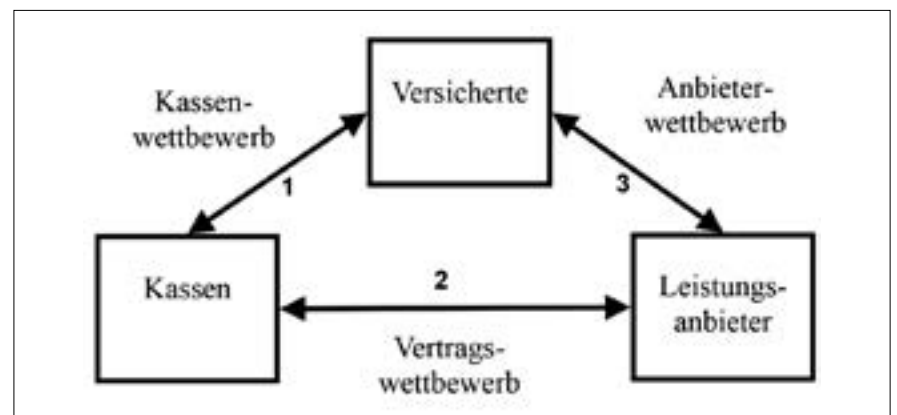 Versicherte
Kassen-
wettbewerb
Anbieter-
wettbewerb
1
3
Kassen
2
Leistungs-
anbieter
Vertrags-
wettbewerb